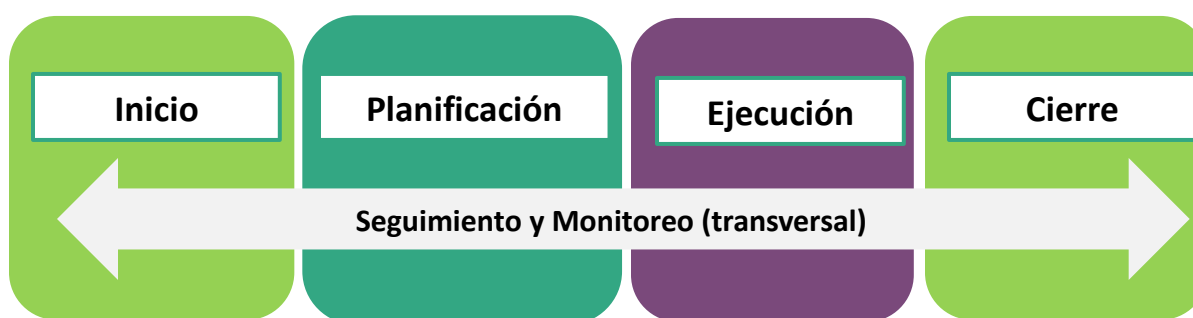 Inicio
Planificación
Ejecución
Cierre
Seguimiento y Monitoreo (transversal)